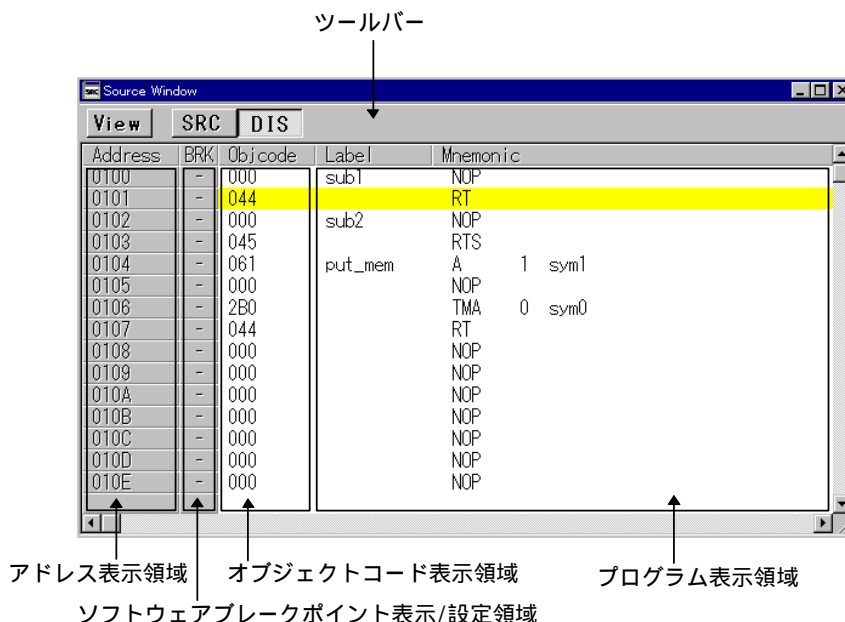 ツールバー
SRC Source Window
View SRC DIS
Address BRK Objcode Label Mnemonic
0100 - 000 sub1 NOP
0101 - 044 RT
0102 - 000 sub2 NOP
0103 - 045 RTS
0104 - 061 put_mem A 1 sym1
0105 - 000 NOP
0106 - 2B0 TMA 0 sym0
0107 - 044 RT
0108 - 000 NOP
0109 - 000 NOP
010A - 000 NOP
010B - 000 NOP
010C - 000 NOP
010D - 000 NOP
010E - 000 NOP
アドレス表示領域 オブジェクトコード表示領域 プログラム表示領域
ソフトウェアブレークポイント表示/設定領域